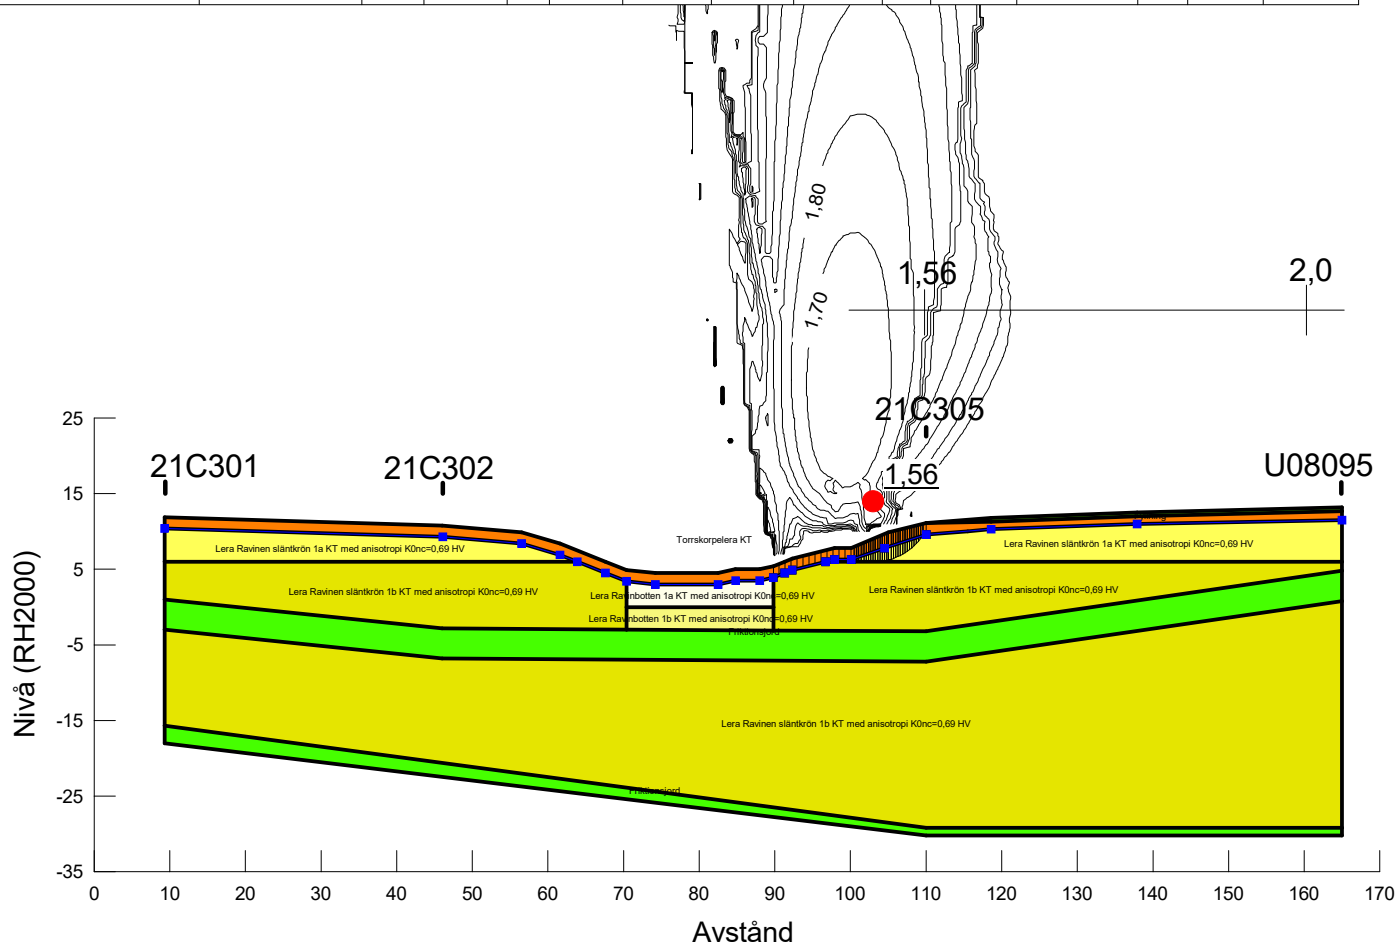 1,80
1,56
2,0
1,70
25
21C305
21C301
21C302
1,56
U08095
15
Torrskorpelera KT
Lera Ravinen släntkrön 1a KT med anisotropi K0nc=0,69 HV
Lera Ravinen släntkrön 1a KT med anisotropi K0nc=0,69 HV
5
Lera Ravinen släntkrön 1b KT med anisotropi K0nc=0,69 HV
Lera Ravinbotten 1a KT med anisotropi K0nc=0,69 HV
Lera Ravinen släntkrön 1b KT med anisotropi K0nc=0,69 HV
Lera Ravinbotten 1b KT med anisotropi K0nc=0,69 HV
Friktionsjord
-5
Nivå (RH2000)
-15
Lera Ravinen släntkrön 1b KT med anisotropi K0nc=0,69 HV
-25
Friktionsjord
-35
0 10 20 30 40 50 60 70 80 90 100 110 120 130 140 150 160 170
Avstånd